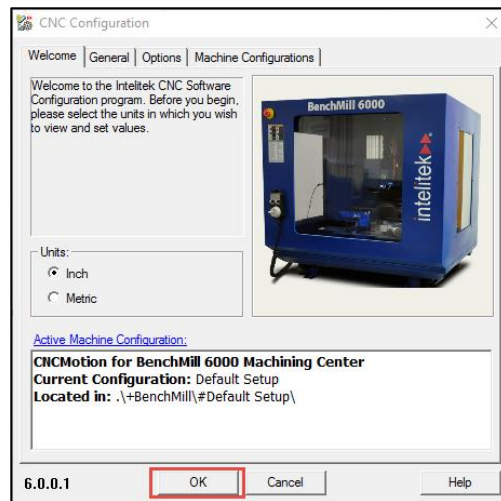 CNC Configuration
Welcome
General
Options
Machine Configurations
Welcome to the Intelitek CNC Software
Configuration program. Before you begin,
please select the units in which you wish
to view and set values.
BenchMill 6000
intelitek
Units:
Inch
Metric
Active Machine Configuration:
CNCMotion for BenchMill 6000 Machining Center
Current Configuration: Default Setup
Located in: .\+BenchMill\#Default Setup\
6.0.0.1
OK
Cancel
Help